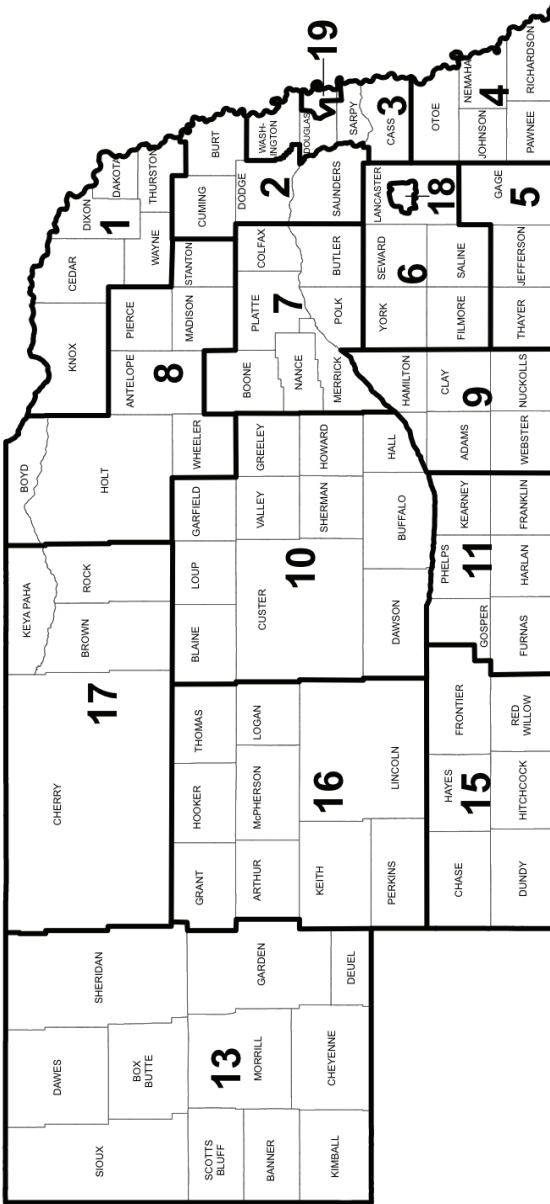 SIOUX
DAWES
BOX
BUTTE
SHERIDAN
SCOTTS
BLUFF
BANNER
KIMBALL
13
MORRILL
CHEYENNE
GARDEN
DEUEL
CHERRY
17
KEYA PAHA
BROWN
ROCK
GRANT
HOOKER
THOMAS
ARTHUR
McPHERSON
LOGAN
KEITH
16
LINCOLN
PERKINS
CHASE
HAYES
15
FRONTIER
DUNDY
HITCHCOCK
RED
WILLOW
BLAINE
LOUP
GARFIELD
CUSTER
10
VALLEY
GREELEY
SHERMAN
HOWARD
DAWSON
BUFFALO
HALL
GOSPER
PHELPS
11
KEARNEY
FURNAS
HARLAN
FRANKLIN
BOYD
HOLT
WHEELER
8
ANTELOPE
PIERCE
MADISON
STANTON
KNOX
CEDAR
DIXON
1
DAKOTA
WAYNE
THURSTON
BOONE
NANCE
MERRICK
7
PLATTE
COLFAX
POLK
BUTLER
CUMING
BURT
DODGE
2
SAUNDERS
WASH-
INGTON
DOUGLAS
19
SARPY
3
CASS
HAMILTON
ADAMS
CLAY
9
WEBSTER
NUCKOLLS
YORK
SEWARD
6
FILMORE
SALINE
LANCASTER
18
THAYER
JEFFERSON
5
GAGE
OTOE
4
JOHNSON
NEMAHA
PAWNEE
RICHARDSON